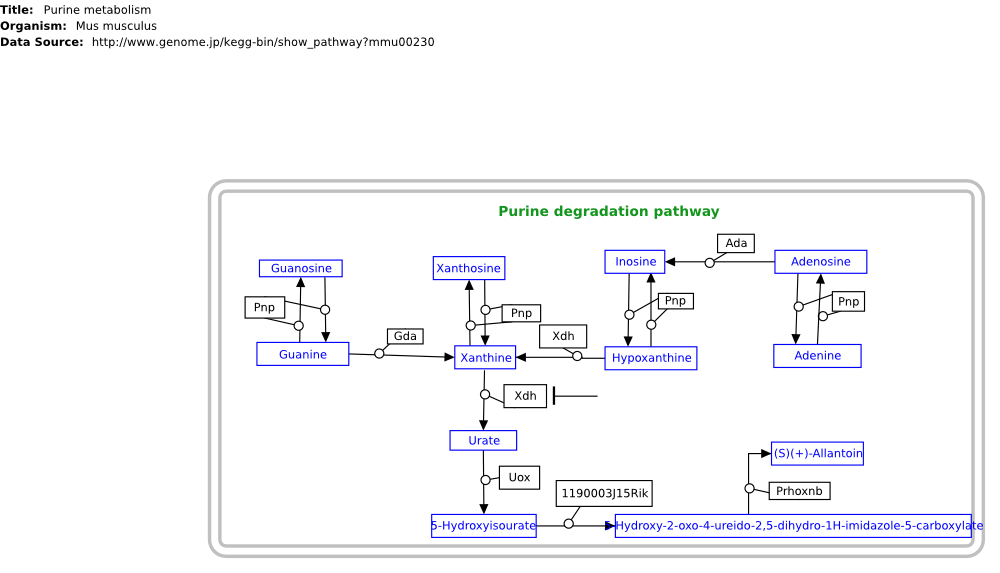 Title: Purine metabolism
Organism: Mus musculus
Data Source: http://www.genome.jp/kegg-bin/show_pathway?mmu00230
Purine degradation pathway
Ada
Guanosine
Xanthosine
Inosine
Adenosine
Pnp
Pnp
Pnp
Pnp
Gda
Xdh
Guanine
Xanthine
Hypoxanthine
Adenine
Xdh
Urate
(S)(+)-Allantoin
Uox
1190003J15Rik
Prhoxnb
5-Hydroxyisourate
5-Hydroxy-2-oxo-4-ureido-2,5-dihydro-1H-imidazole-5-carboxylate